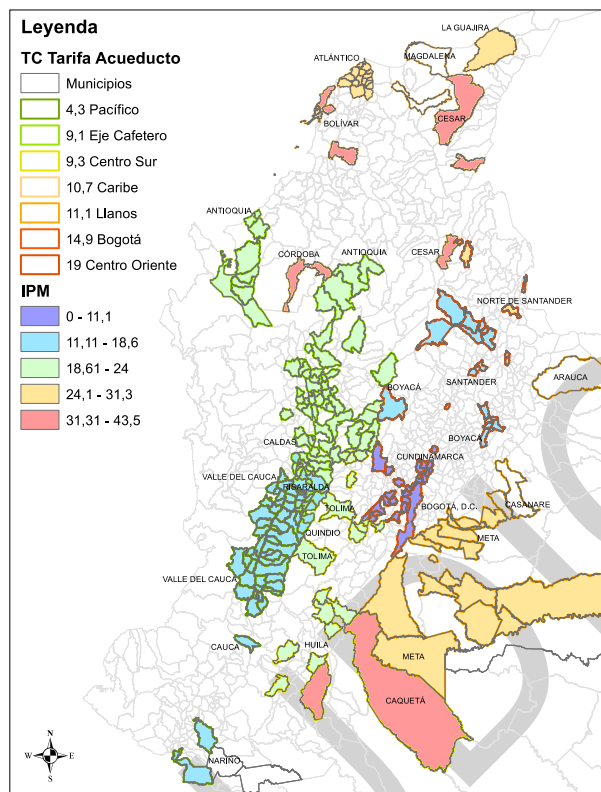 Leyenda
TC Tarifa Acueducto
Municipios
4,3 Pacífico
9,1 Eje Cafetero
9,3 Centro Sur
10,7 Caribe
11,1 Llanos
14,9 Bogotá
19 Centro Oriente
IPM
0 - 11,1
11,11 - 18,6
18,61 - 24
24,1 - 31,3
31,31 - 43,5
LA GUAJIRA
ATLÁNTICO
MAGDALENA
CESAR
BOLÍVAR
ANTIOQUIA
CÓRDOBA
ANTIOQUIA
CESAR
NORTE DE SANTANDER
ARAUCA
SANTANDER
BOYACÁ
BOYACÁ
CALDAS
CUNDINAMARCA
VALLE DEL CAUCA
RISARALDA
TOLIMA
BOGOTÁ, D.C.
CASANARE
QUINDIO
META
TOLIMA
VALLE DEL CAUCA
CAUCA
HUILA
META
CAQUETÁ
NARIÑO
N
W
E
S